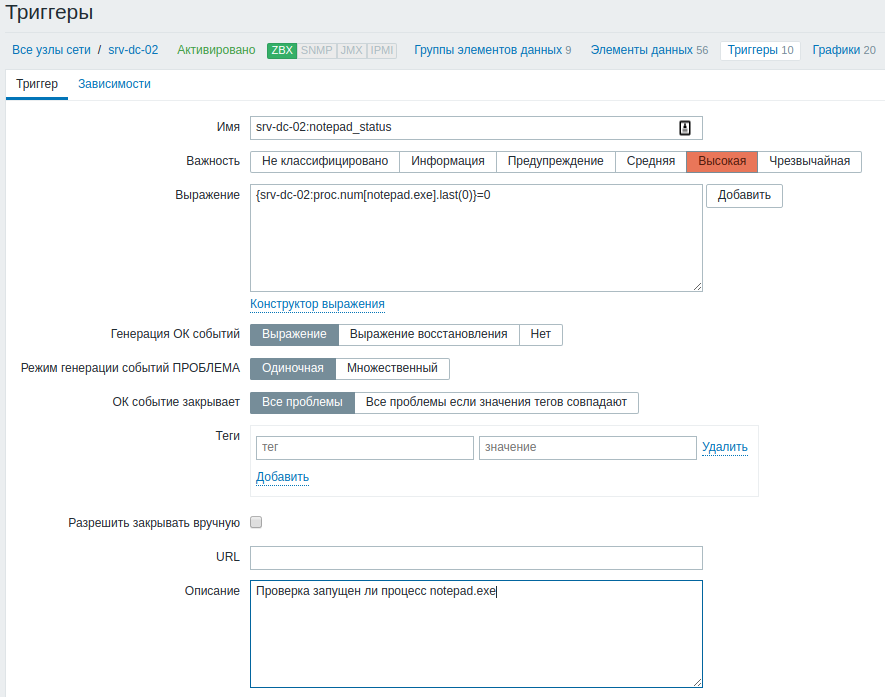 Триггеры
Все узлы сети / srv-dc-02 Активировано ZBX SNMP JMX IPMI Группы элементов данных 9 Элементы данных 56 Триггеры 10 Графики 20
Триггер Зависимости
Имя srv-dc-02:notepad_status
Важность Не классифицировано Информация Предупреждение Средняя Высокая Чрезвычайная
Выражение {srv-dc-02:proc.num[notepad.exe].last(0)}=0 Добавить
Конструктор выражения
Генерация ОК событий Выражение Выражение восстановления Нет
Режим генерации событий ПРОБЛЕМА Одиночная Множественный
ОК событие закрывает Все проблемы Все проблемы если значения тегов совпадают
Теги
тег значение Удалить
Добавить
Разрешить закрывать вручную
URL
Описание Проверка запущен ли процесс notepad.exe